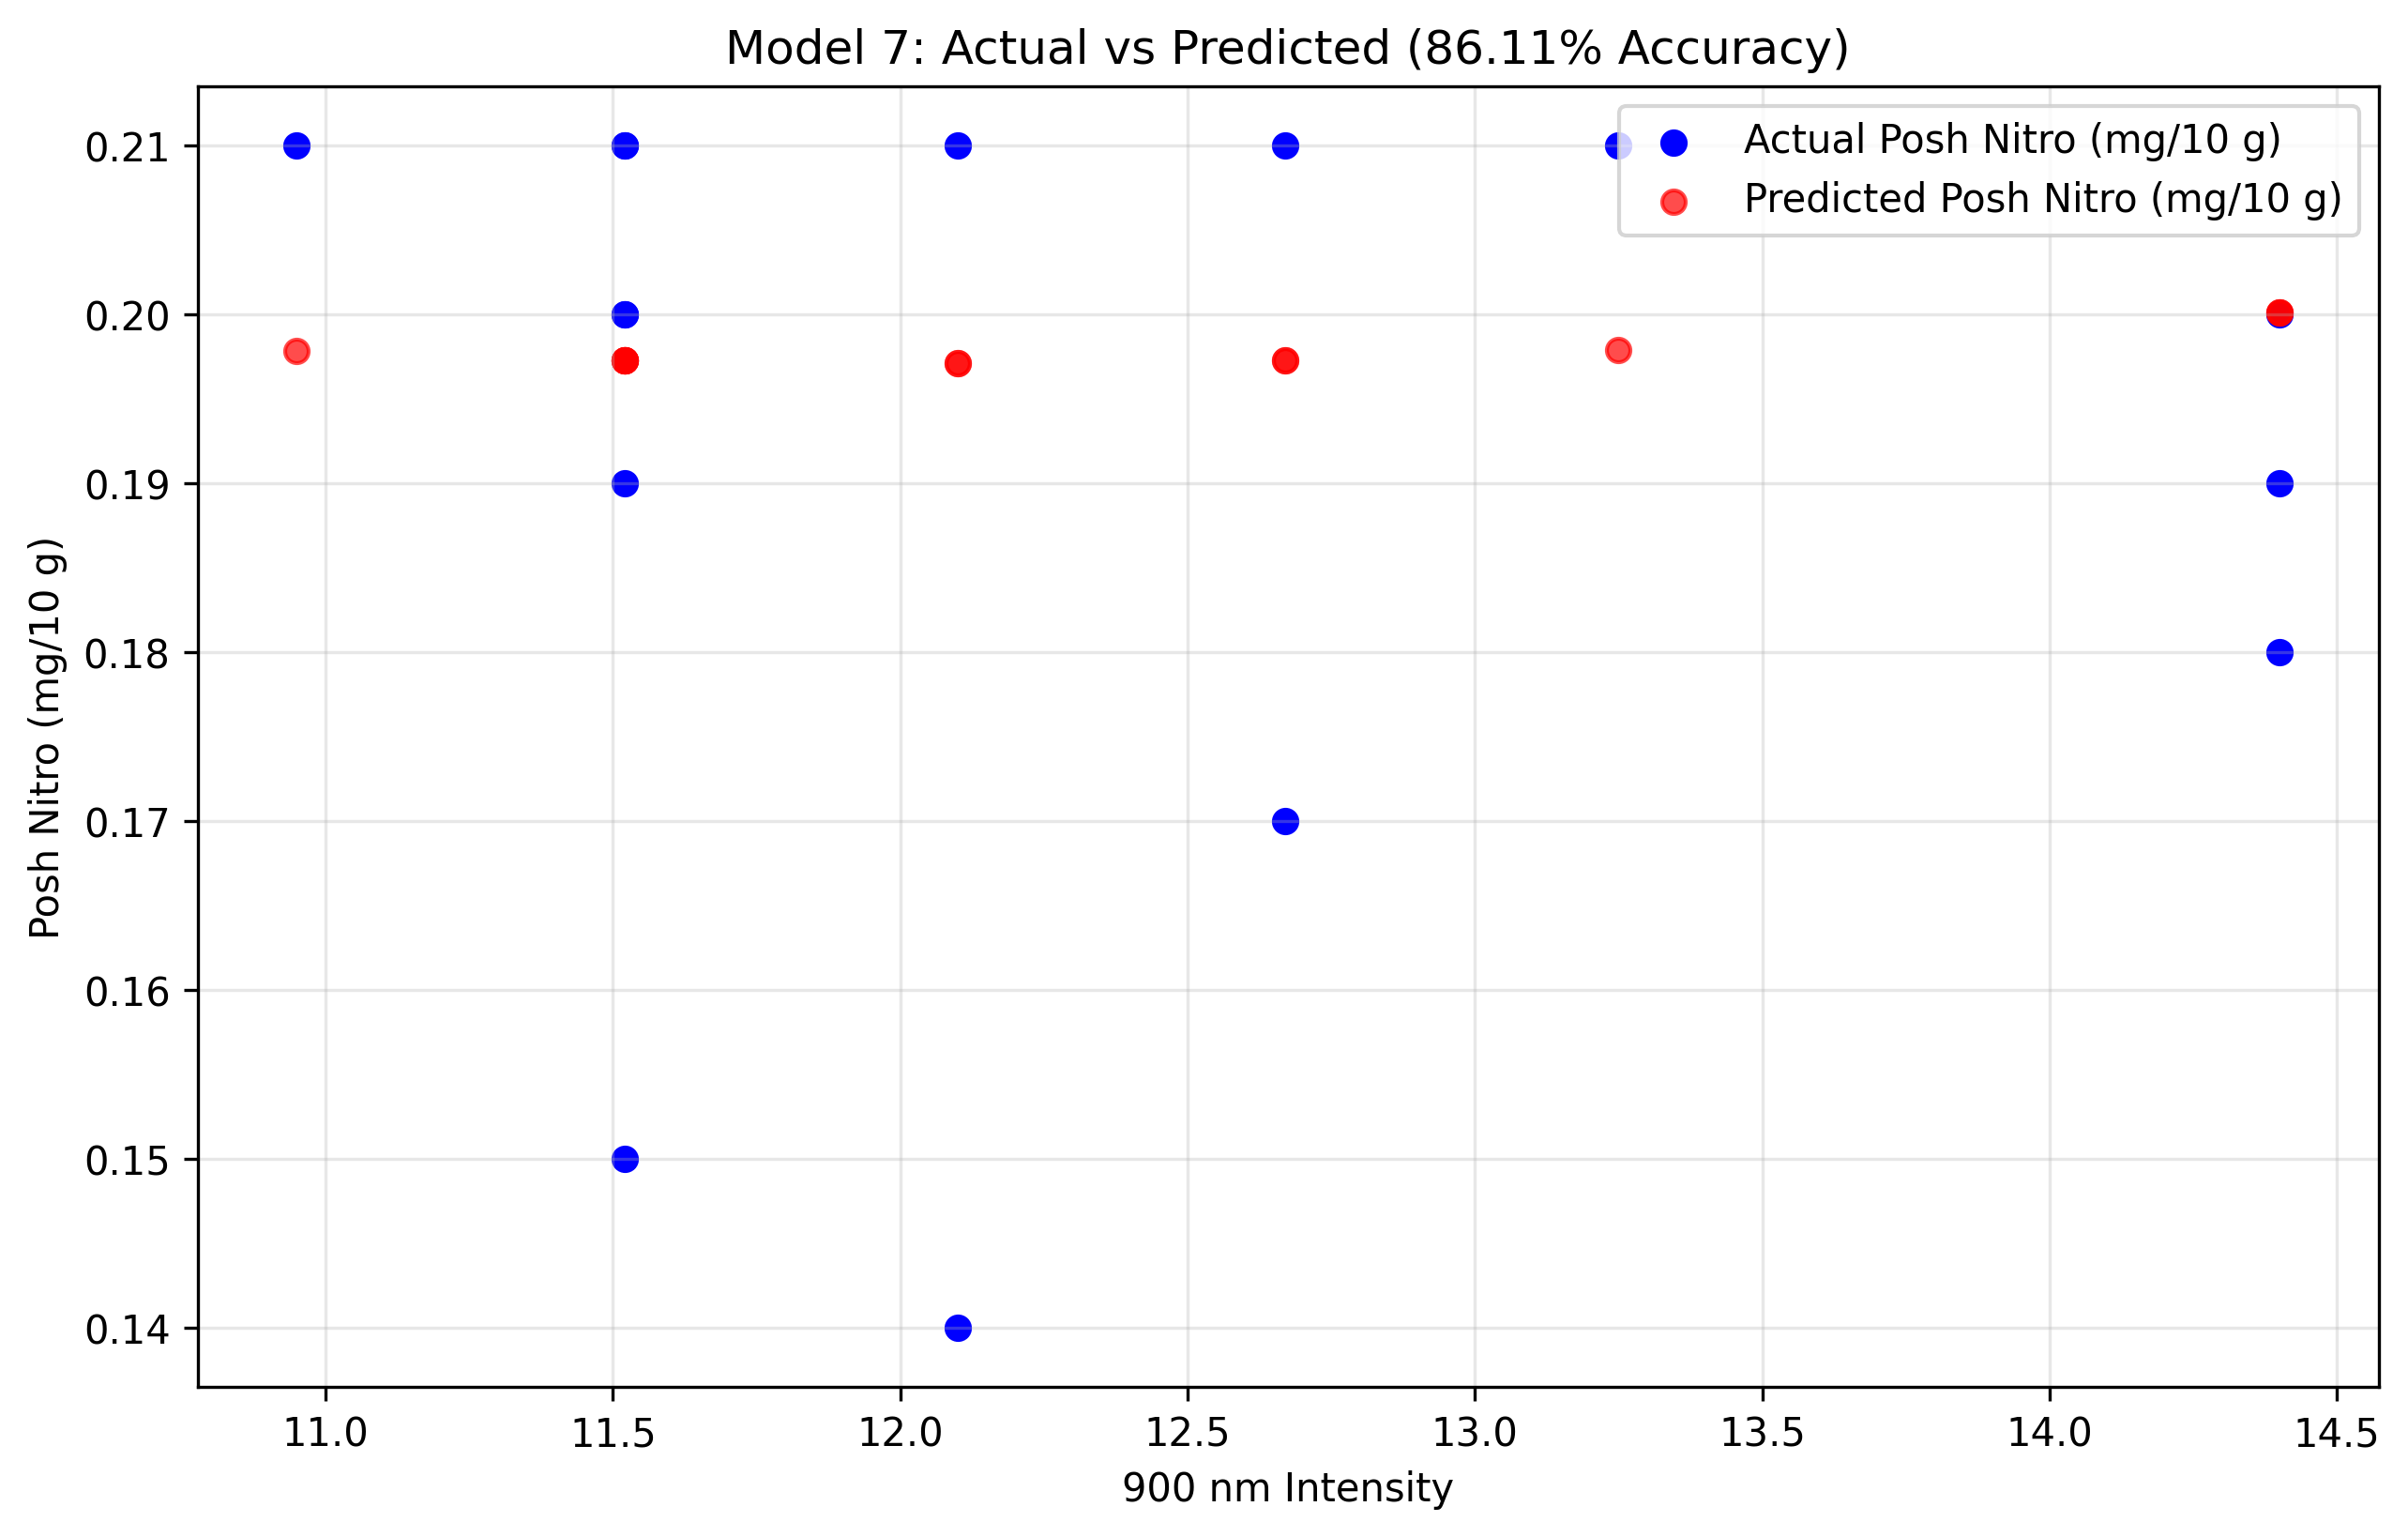 Model 7: Actual vs Predicted (86.11% Accuracy)
Actual Posh Nitro (mg/10 g)
Predicted Posh Nitro (mg/10 g)
Posh Nitro (mg/10 g)
0.21
0.20
0.19
0.18
0.17
0.16
0.15
0.14
11.0 11.5 12.0 12.5 13.0 13.5 14.0 14.5
900 nm Intensity